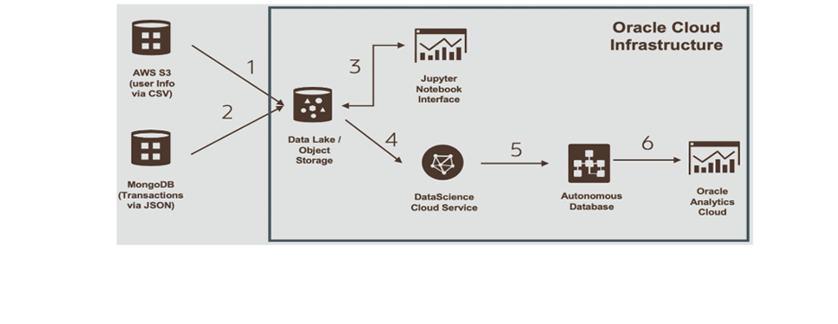 Oracle Cloud
Infrastructure
AWS S3
(user Info
via CSV)
1
2
MongoDB
(Transactions
via JSON)
Data Lake /
Object
Storage
3
Jupyter
Notebook
Interface
4
DataScience
Cloud Service
5
Autonomous
Database
6
Oracle
Analytics
Cloud